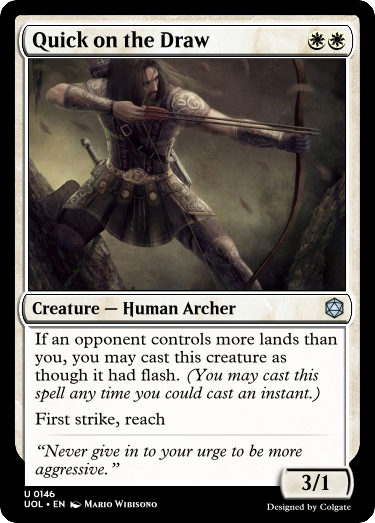 Quick on the Draw
Creature — Human Archer
If an opponent controls more lands than
you, you may cast this creature as
though it had flash. (You may cast this
spell any time you could cast an instant.)
First strike, reach
“Never give in to your urge to be more
aggressive.”
3/1
U 0146
UOL • EN Mario Wibisono
Designed by Colgate